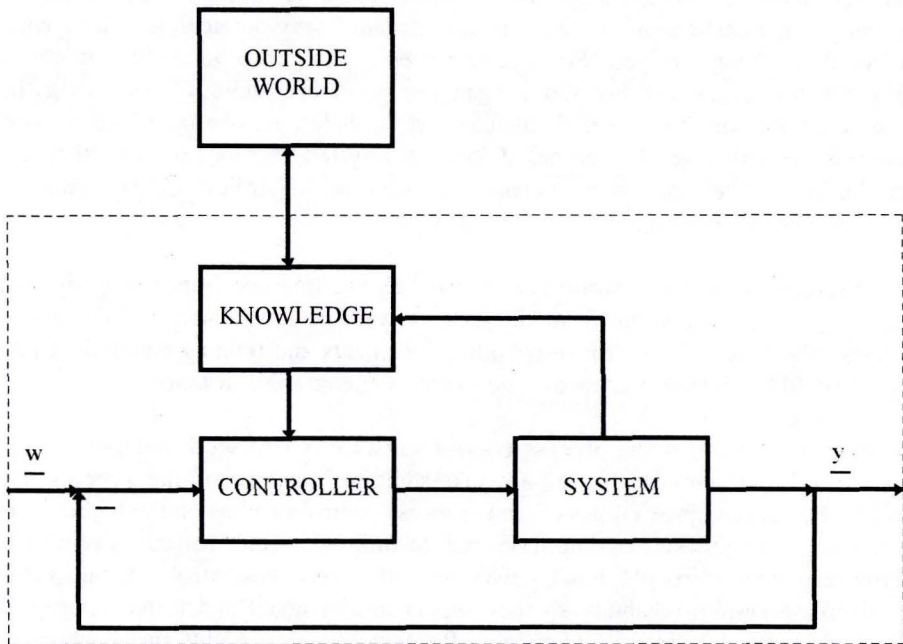 OUTSIDE
WORLD
KNOWLEDGE
w
y
CONTROLLER
SYSTEM
−